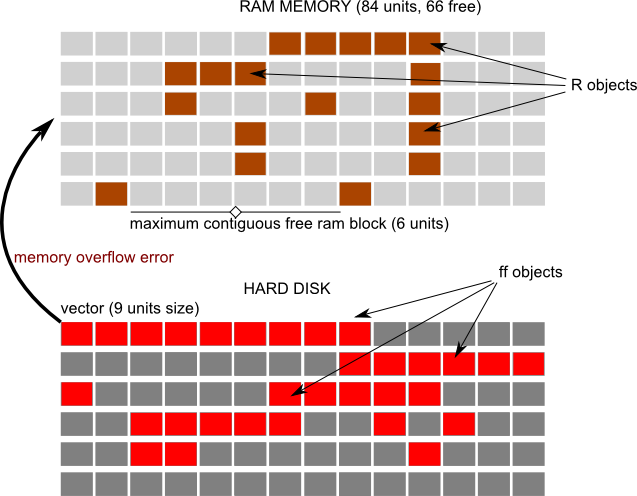 RAM MEMORY (84 units, 66 free)
R objects
maximum contiguous free ram block (6 units)
memory overflow error
ff objects
HARD DISK
vector (9 units size)